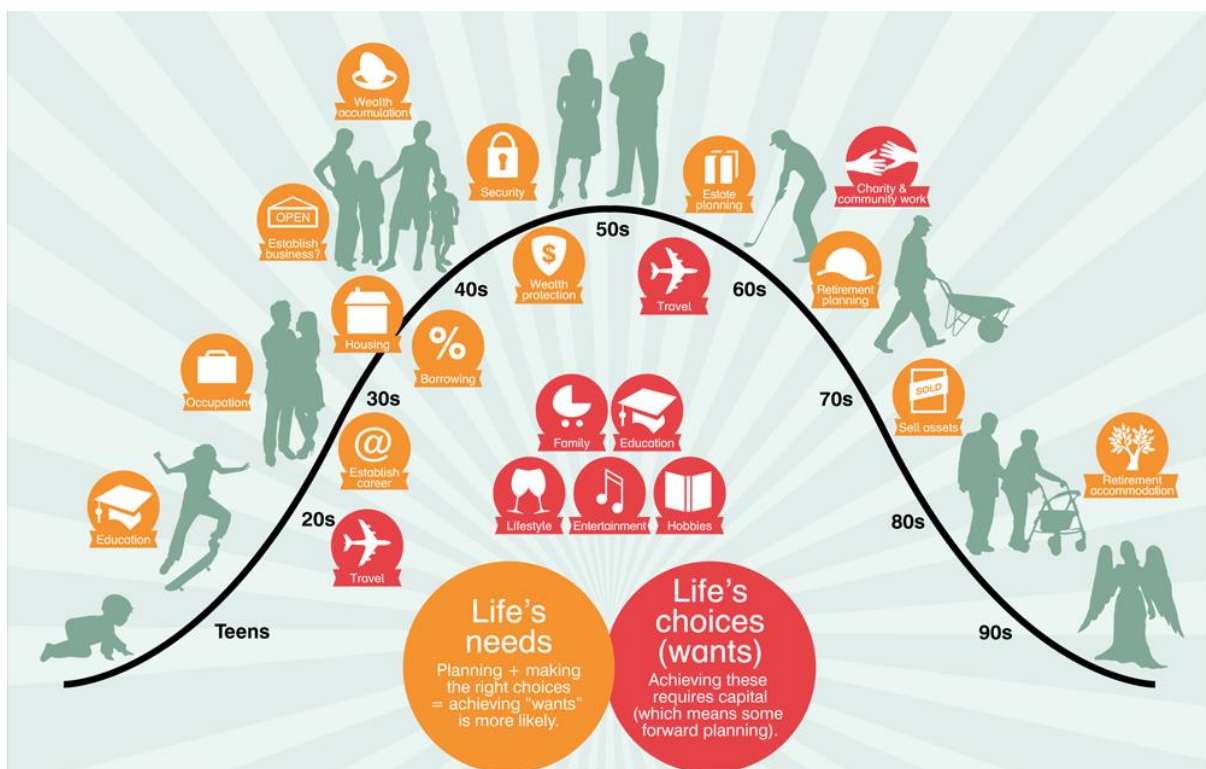 Wealth
accumulation
Security
Estate
planning
Charity &
community work
OPEN
Establish
business?
50s
$
Wealth
protection
Travel
40s
60s
Retirement
planning
Housing
%
Borrowing
Occupation
30s
70s
SOLD
Sell assets
Family
Education
@
Establish
career
Retirement
accommodation
Education
20s
Lifestyle
Entertainment
Hobbies
80s
Travel
Teens
90s
Life's
needs
Planning + making
the right choices
= achieving “wants”
is more likely.
Life's
choices
(wants)
Achieving these
requires capital
(which means some
forward planning).